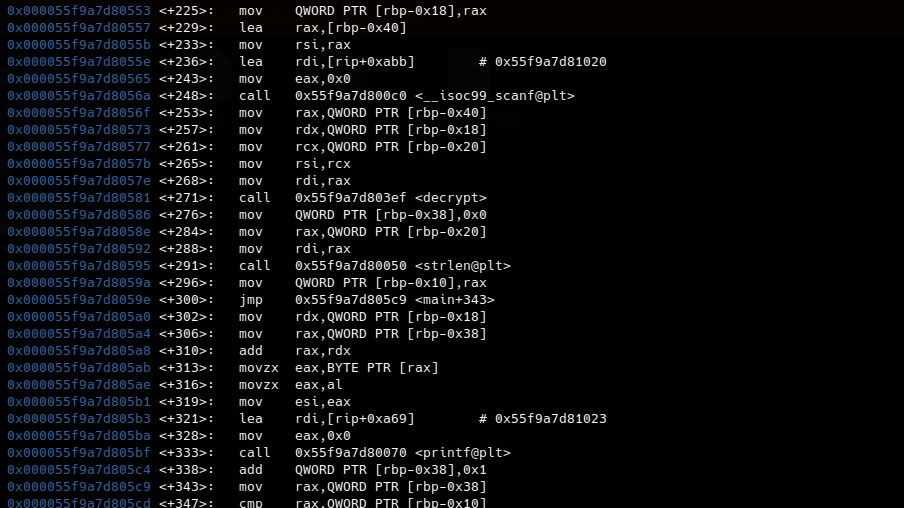 0x000055f9a7d80553 <+225>: mov QWORD PTR [rbp-0x18],rax
0x000055f9a7d80557 <+229>: lea rax,[rbp-0x40]
0x000055f9a7d8055b <+233>: mov rsi,rax
0x000055f9a7d8055e <+236>: lea rdi,[rip+0xabb] # 0x55f9a7d81020
0x000055f9a7d80565 <+243>: mov eax,0x0
0x000055f9a7d8056a <+248>: call 0x55f9a7d800c0 <__isoc99_scanf@plt>
0x000055f9a7d8056f <+253>: mov rax,QWORD PTR [rbp-0x40]
0x000055f9a7d80573 <+257>: mov rdx,QWORD PTR [rbp-0x18]
0x000055f9a7d80577 <+261>: mov rcx,QWORD PTR [rbp-0x20]
0x000055f9a7d8057b <+265>: mov rsi,rcx
0x000055f9a7d8057e <+268>: mov rdi,rax
0x000055f9a7d80581 <+271>: call 0x55f9a7d803ef <decrypt>
0x000055f9a7d80586 <+276>: mov QWORD PTR [rbp-0x38],0x0
0x000055f9a7d8058e <+284>: mov rax,QWORD PTR [rbp-0x20]
0x000055f9a7d80592 <+288>: mov rdi,rax
0x000055f9a7d80595 <+291>: call 0x55f9a7d80050 <strlen@plt>
0x000055f9a7d8059a <+296>: mov QWORD PTR [rbp-0x10],rax
0x000055f9a7d8059e <+300>: jmp 0x55f9a7d805c9 <main+343>
0x000055f9a7d805a0 <+302>: mov rdx,QWORD PTR [rbp-0x18]
0x000055f9a7d805a4 <+306>: mov rax,QWORD PTR [rbp-0x38]
0x000055f9a7d805a8 <+310>: add rax,rdx
0x000055f9a7d805ab <+313>: movzx eax,BYTE PTR [rax]
0x000055f9a7d805ae <+316>: movzx eax,al
0x000055f9a7d805b1 <+319>: mov esi,eax
0x000055f9a7d805b3 <+321>: lea rdi,[rip+0xa69] # 0x55f9a7d81023
0x000055f9a7d805ba <+328>: mov eax,0x0
0x000055f9a7d805bf <+333>: call 0x55f9a7d80070 <printf@plt>
0x000055f9a7d805c4 <+338>: add QWORD PTR [rbp-0x38],0x1
0x000055f9a7d805c9 <+343>: mov rax,QWORD PTR [rbp-0x38]
0x000055f9a7d805cd <+347>: cmp rax,QWORD PTR [rbp-0x10]